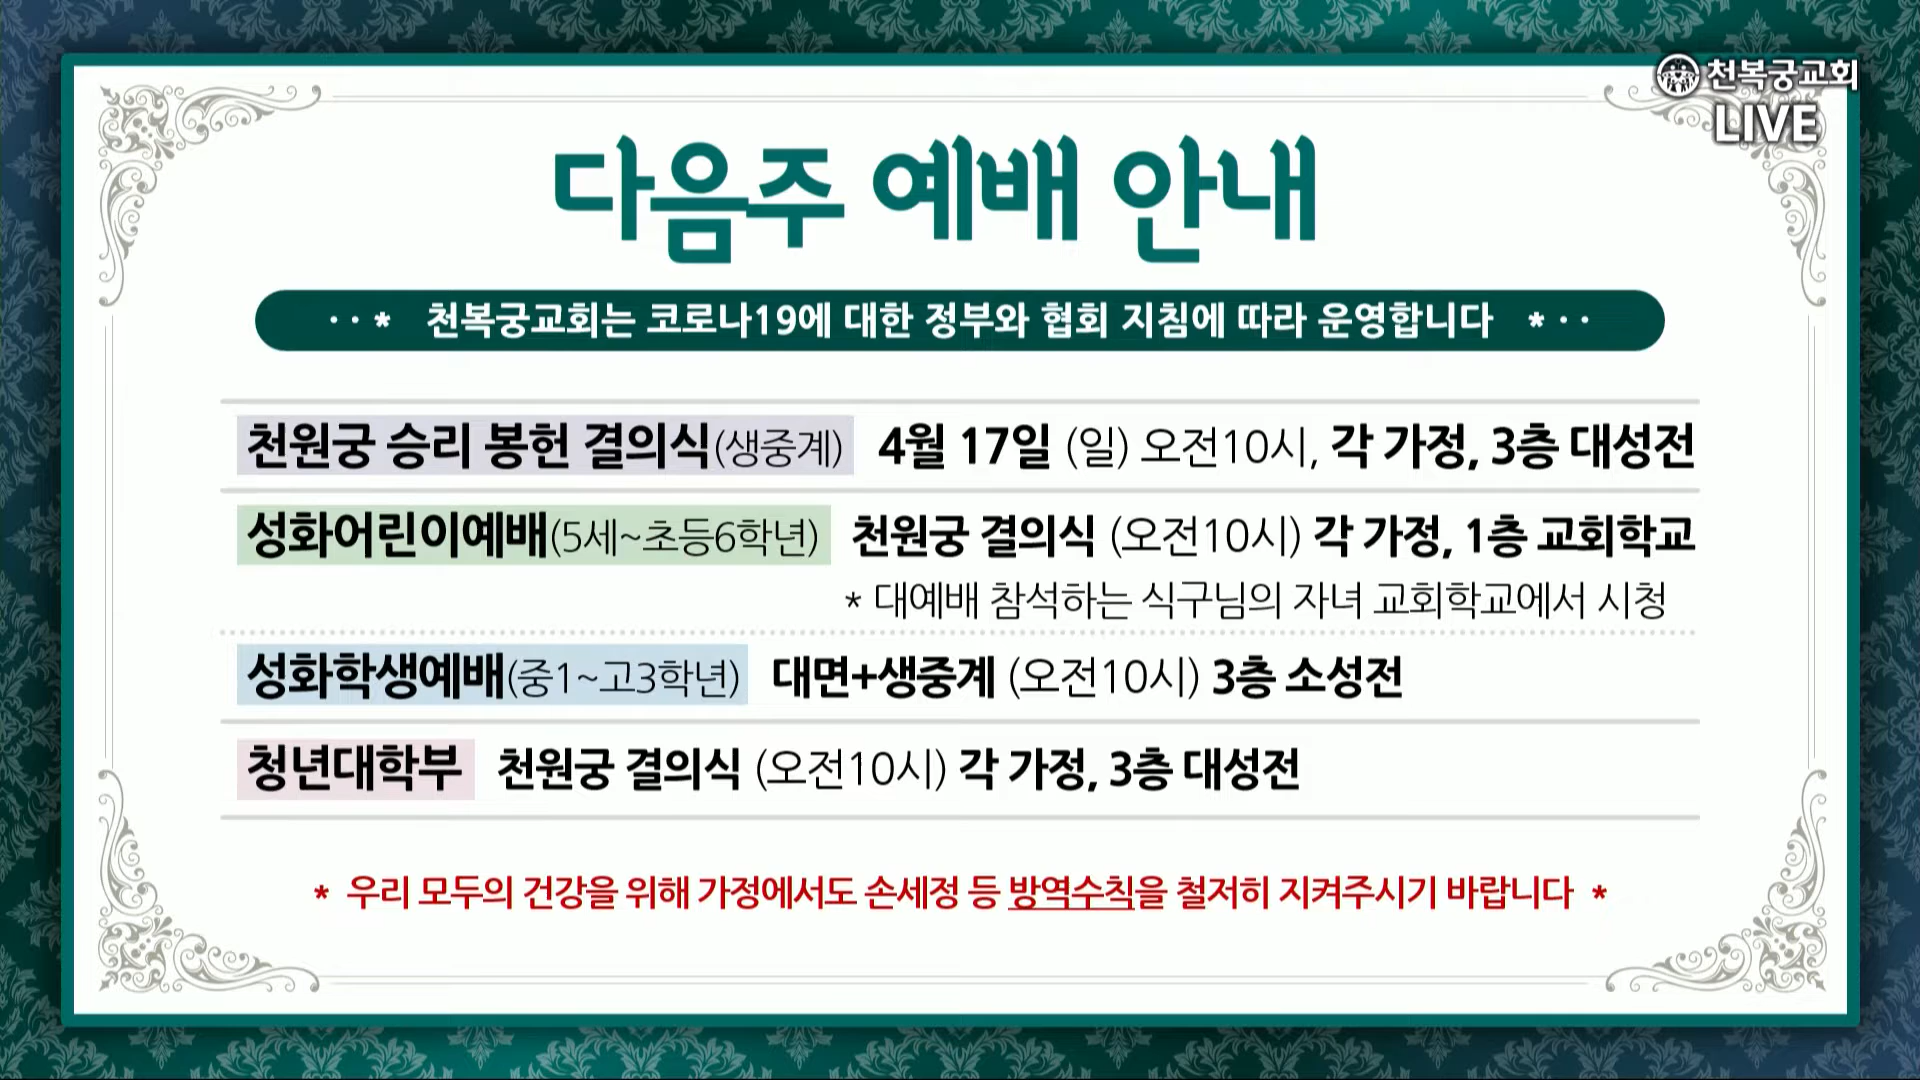 천복궁교회
LIVE
다음주 예배 안내
· · * 천복궁교회는 코로나19에 대한 정부와 협회 지침에 따라 운영합니다 * · ·
천원궁 승리 봉헌 결의식(생중계) 4월 17일 (일) 오전10시, 각 가정, 3층 대성전
성화어린이예배(5세~초등6학년) 천원궁 결의식 (오전10시) 각 가정, 1층 교회학교
* 대예배 참석하는 식구님의 자녀 교회학교에서 시청
성화학생예배(중1~고3학년) 대면+생중계 (오전10시) 3층 소성전
청년대학부 천원궁 결의식 (오전10시) 각 가정, 3층 대성전
* 우리 모두의 건강을 위해 가정에서도 손세정 등 방역수칙을 철저히 지켜주시기 바랍니다 *